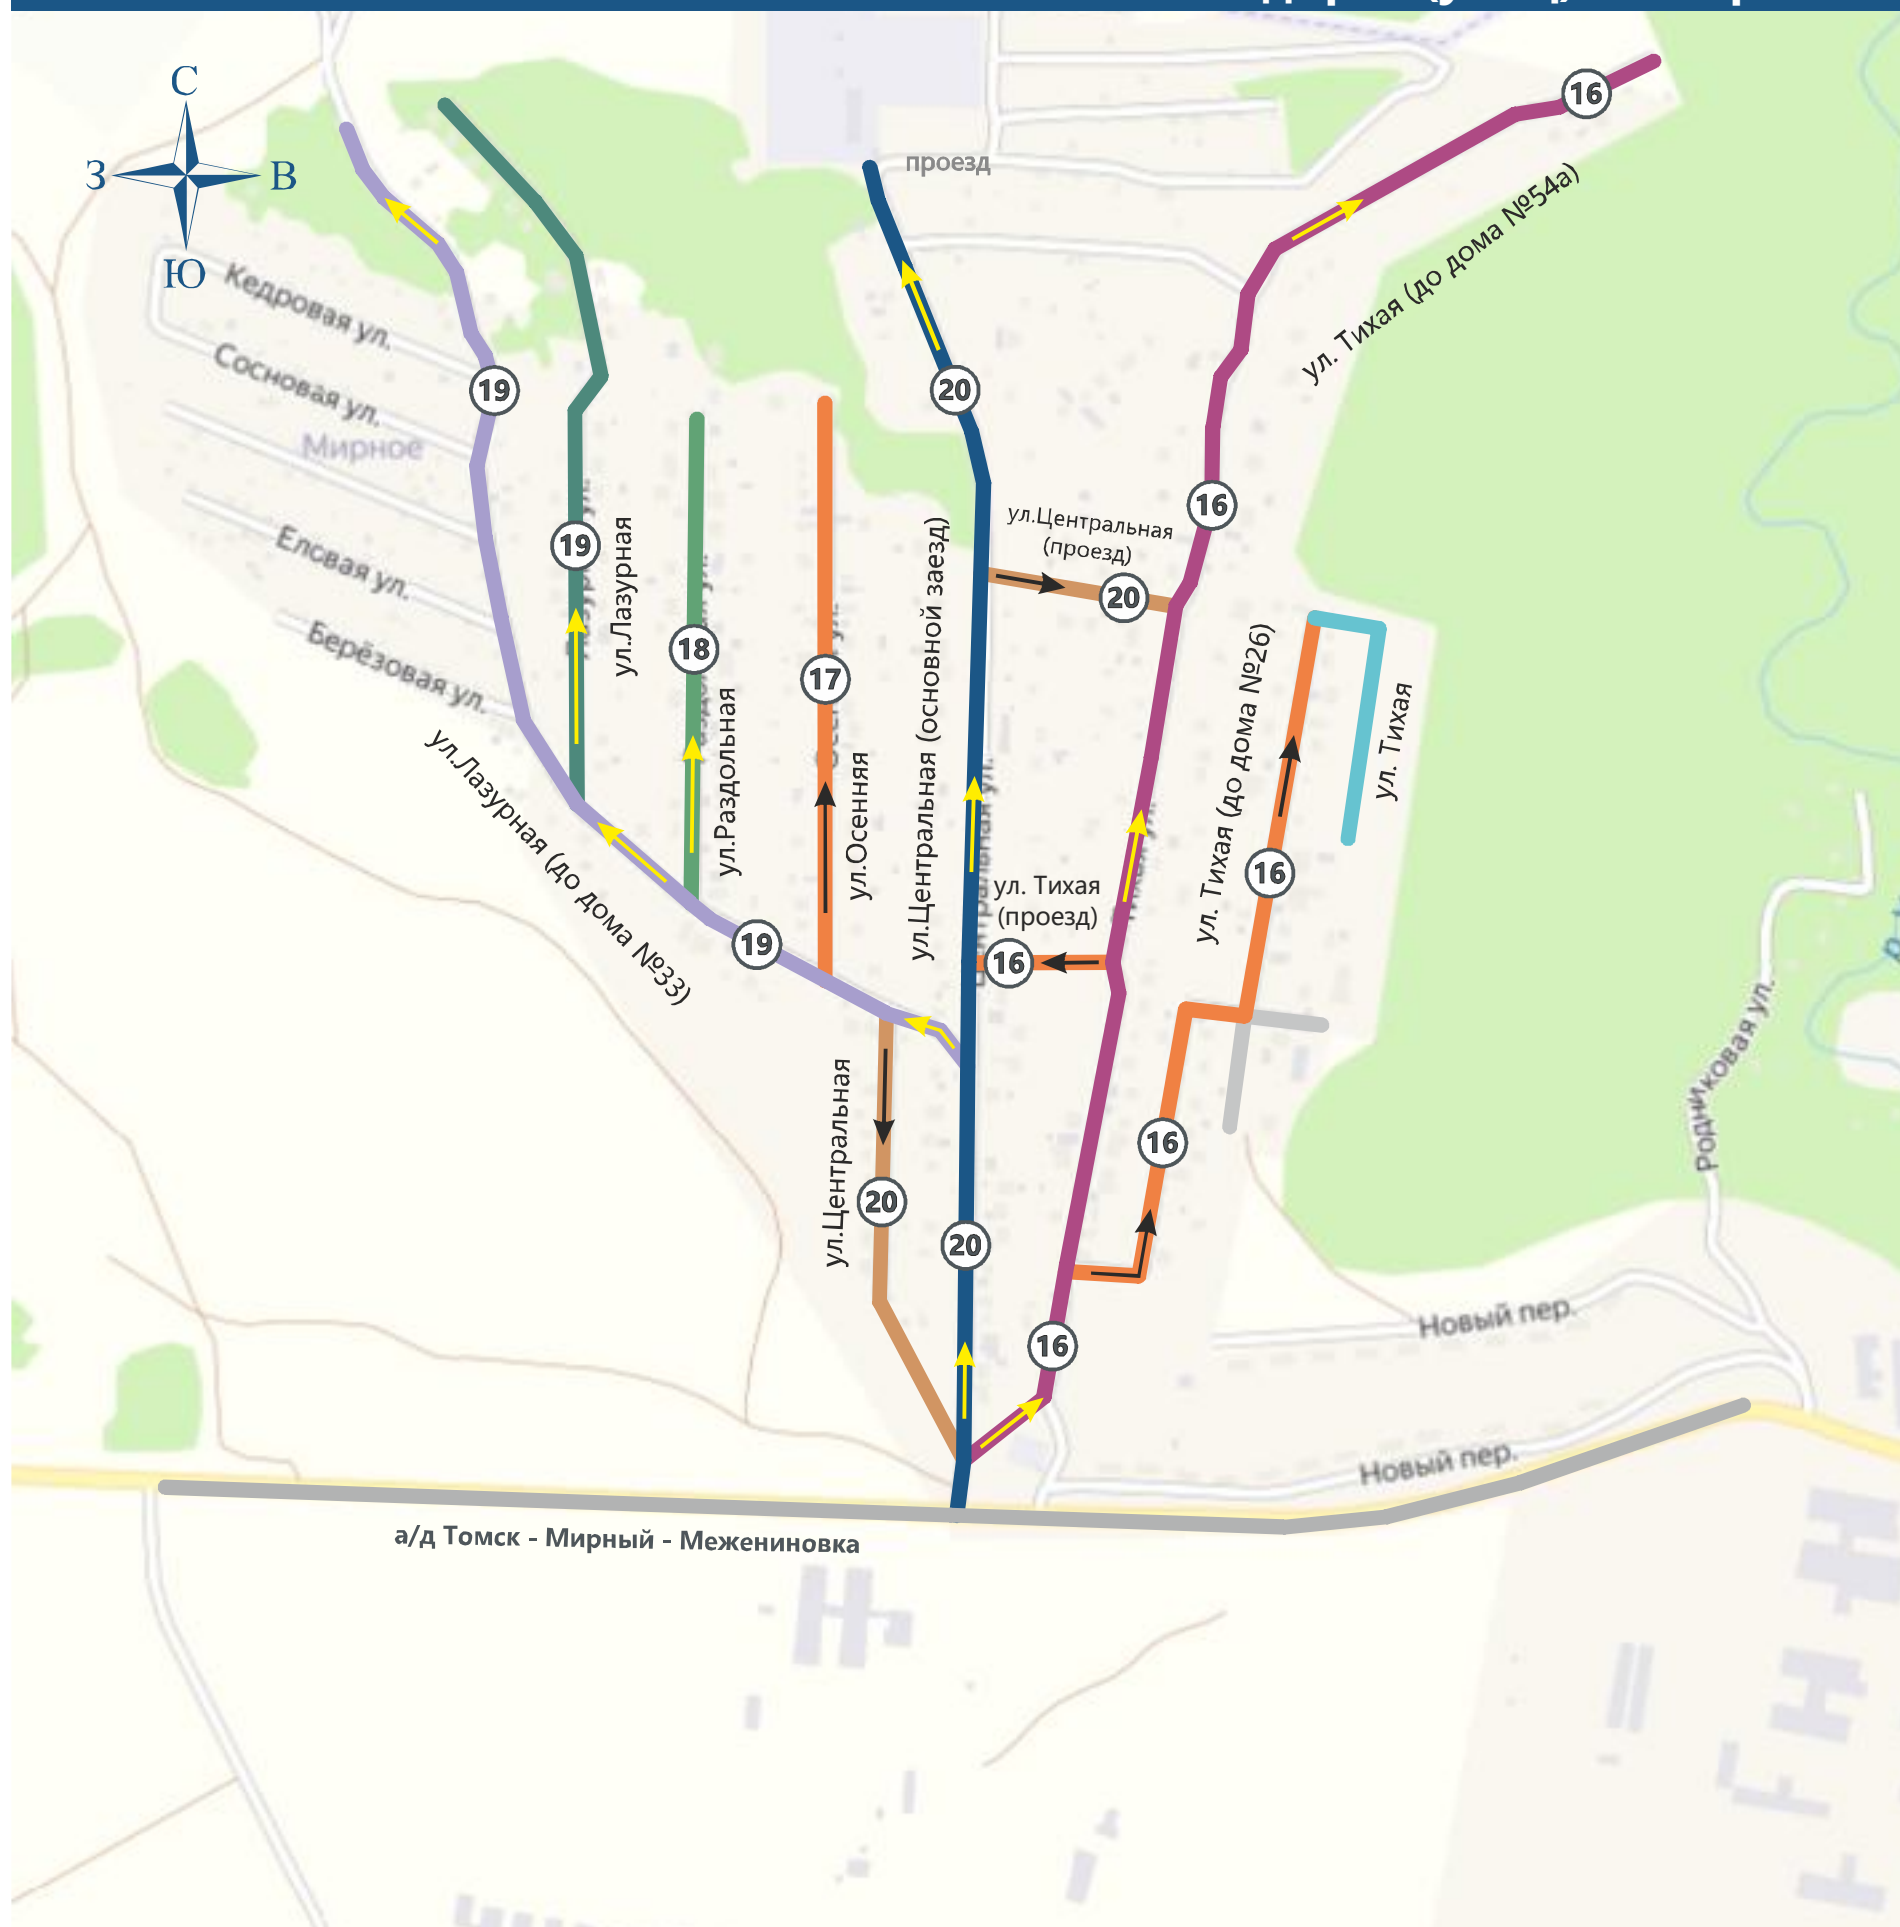 С
З
В
Ю
проезд
16
ул. Тихая (до дома №54а)
Кедровая ул.
Сосновая ул.
Мирное
Еловая ул.
Берёзовая ул.
19
20
19
ул.Лазурная
18
ул.Раздольная
17
ул.Осенняя
ул.Центральная (основной заезд)
ул.Центральная
(проезд)
20
16
ул. Тихая (до дома №26)
ул. Тихая
16
ул. Тихая
(проезд)
16
ул.Лазурная (до дома №33)
19
ул.Центральная
20
20
16
16
Родниковая ул.
Новый пер.
Новый пер.
а/д Томск - Мирный - Межениновка